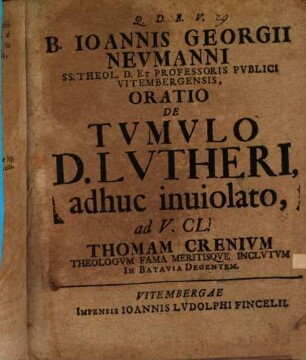 Q. D. B. V.
B. IOANNIS GEORGII
NEVMANNI
SS. THEOL. D. ET PROFESSORIS PVBLICI
VITEMBERGENSIS,
ORATIO
DE
TVMVLO
D. LVTHERI,
adhuc inuiolato,
ad V. CL.
THOMAM CRENIVM
THEOLOGVM FAMA MERITISQVE INCLVTVM
IN BATAVIA DEGENTEM.
VITEMBERGAE
IMPENSIS IOANNIS LVDOLPHI FINCELII.